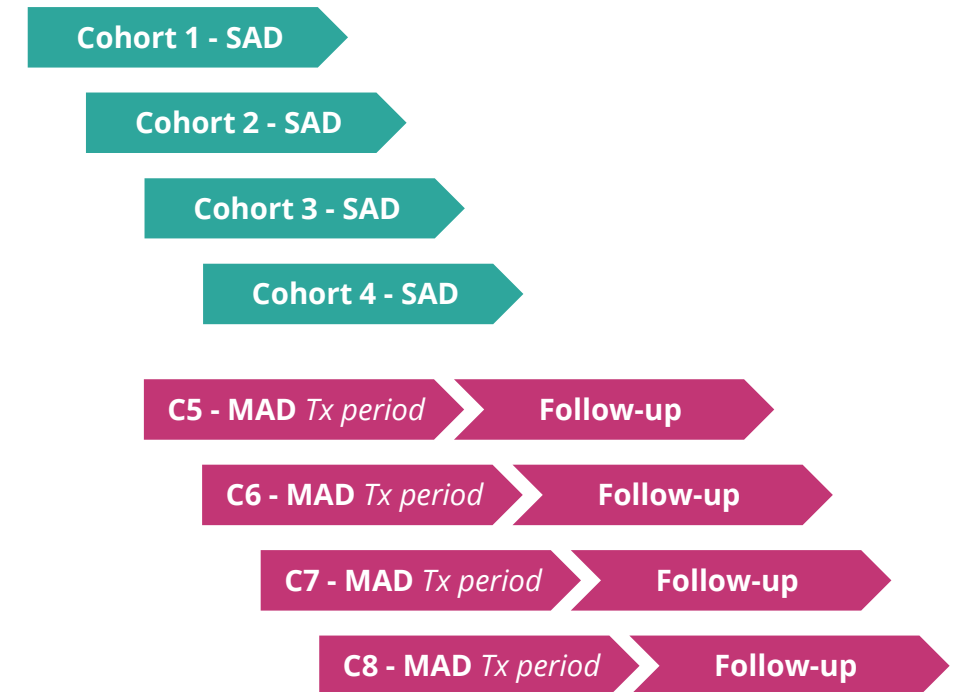 Cohort 1 - SAD
Cohort 2 - SAD
Cohort 3 - SAD
Cohort 4 - SAD
C5 - MAD Tx period Follow-up
C6 - MAD Tx period Follow-up
C7 - MAD Tx period Follow-up
C8 - MAD Tx period Follow-up